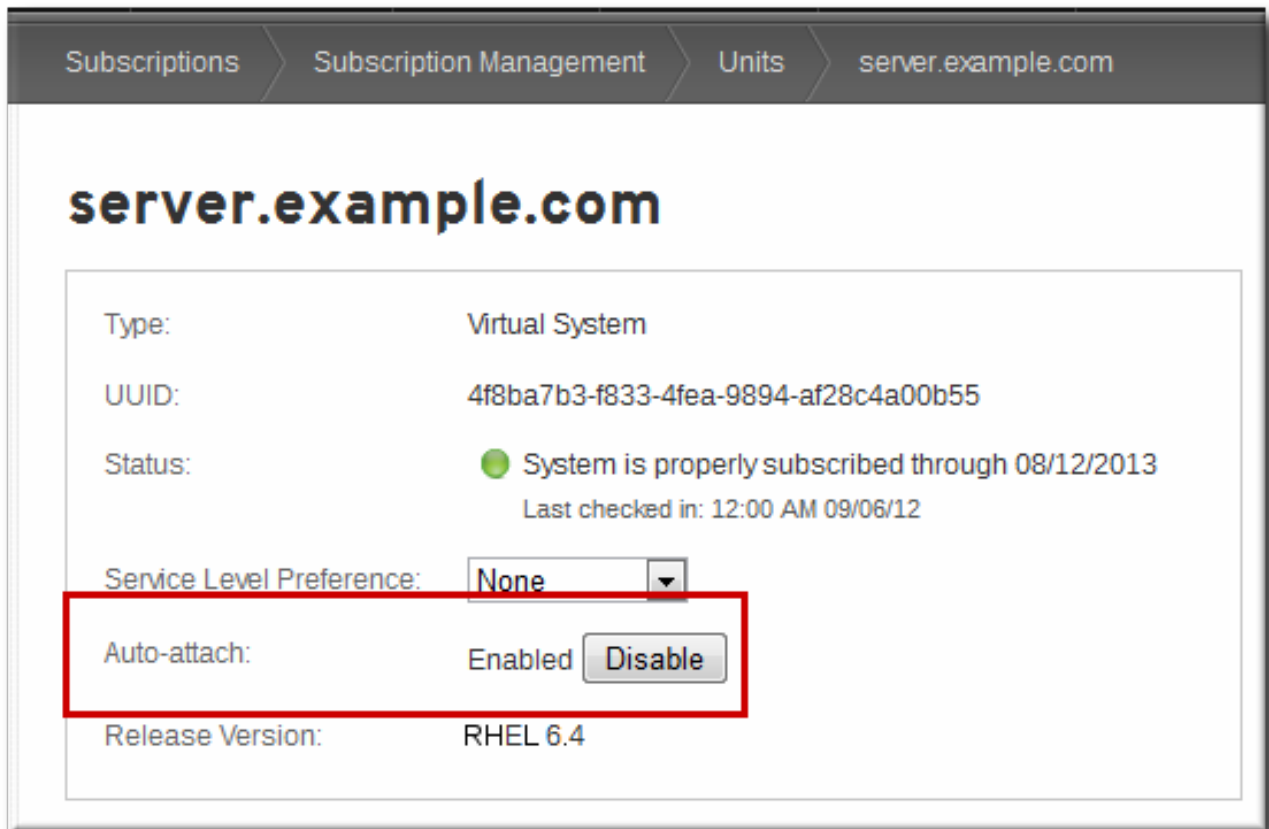 Subscriptions Subscription Management Units server.example.com
server.example.com
Type: Virtual System
UUID: 4f8ba7b3-f833-4fea-9894-af28c4a00b55
Status: System is properly subscribed through 08/12/2013
Last checked in: 12:00 AM 09/06/12
Service Level Preference: None
Auto-attach: Enabled Disable
Release Version: RHEL 6.4